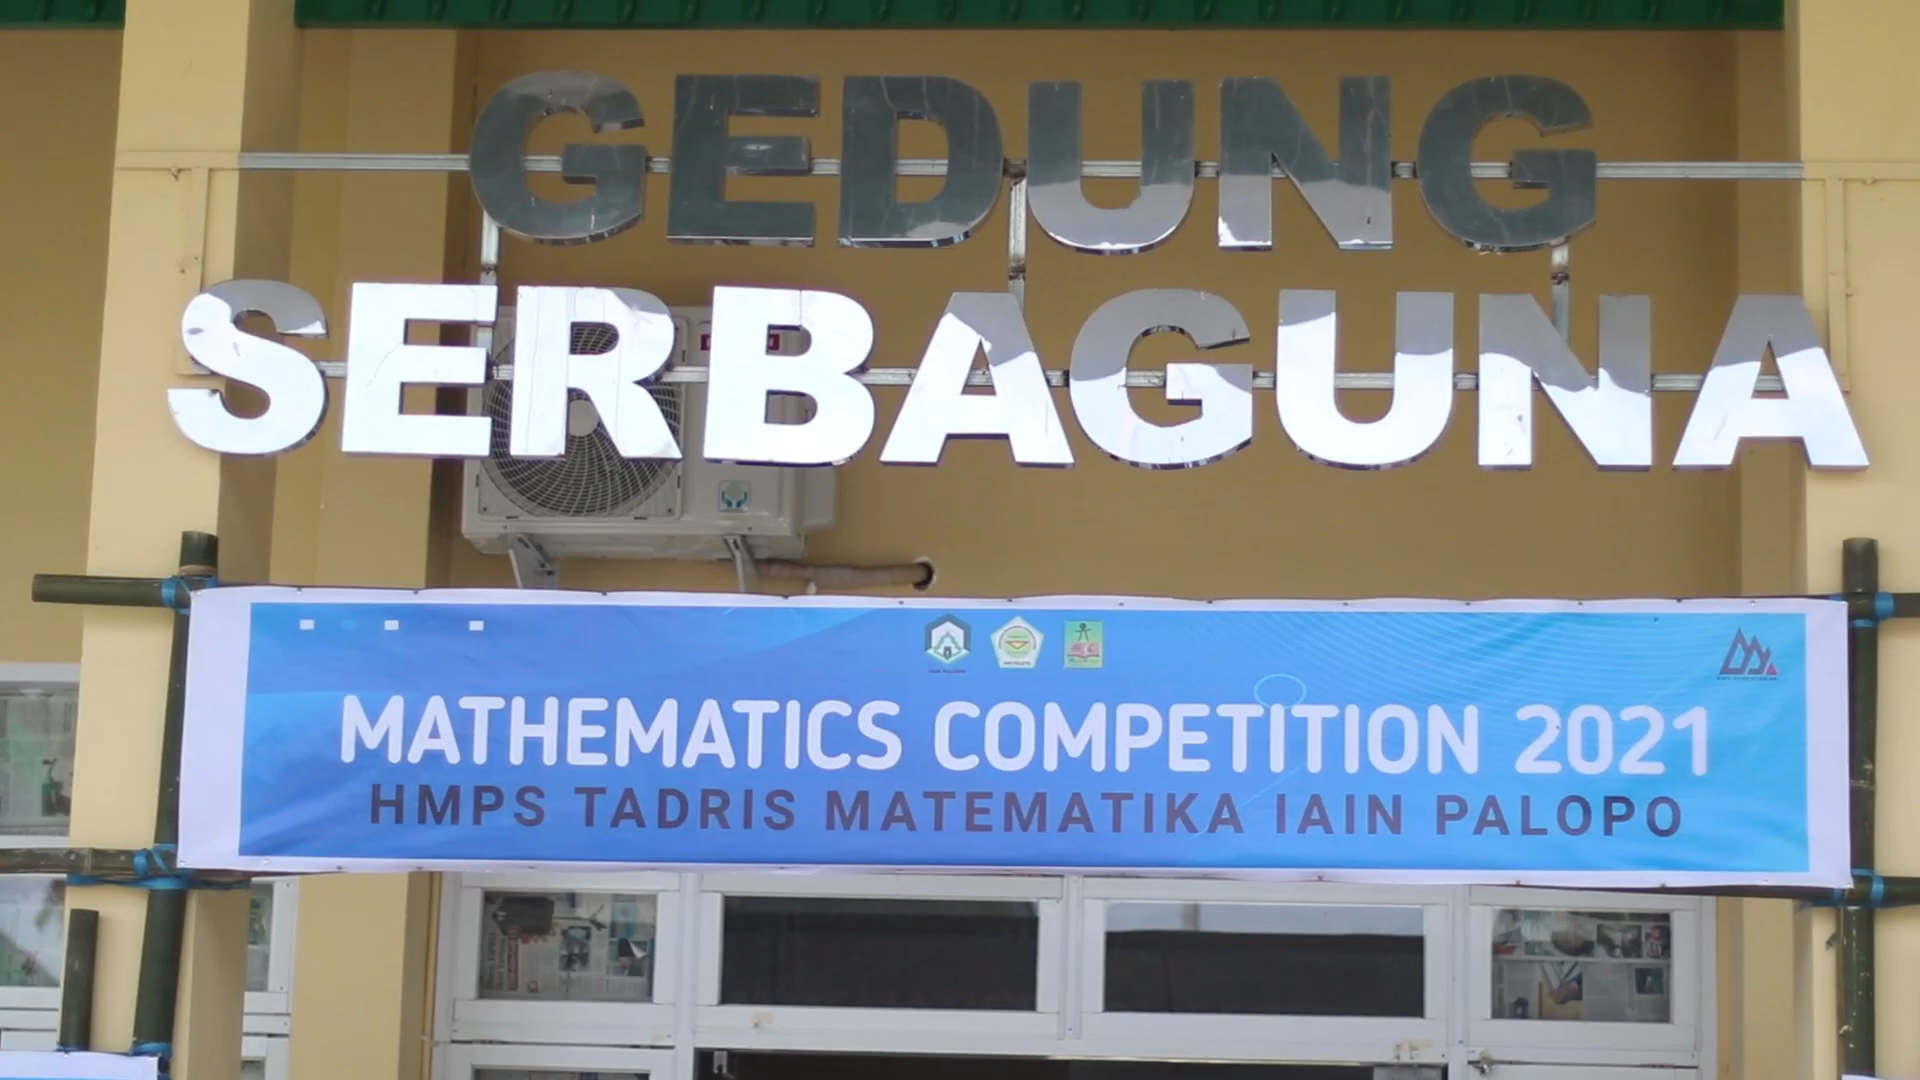 GEDUNG
SERBAGUNA
MATHEMATICS COMPETITION 2021
HMPS TADRIS MATEMATIKA IAIN PALOPO